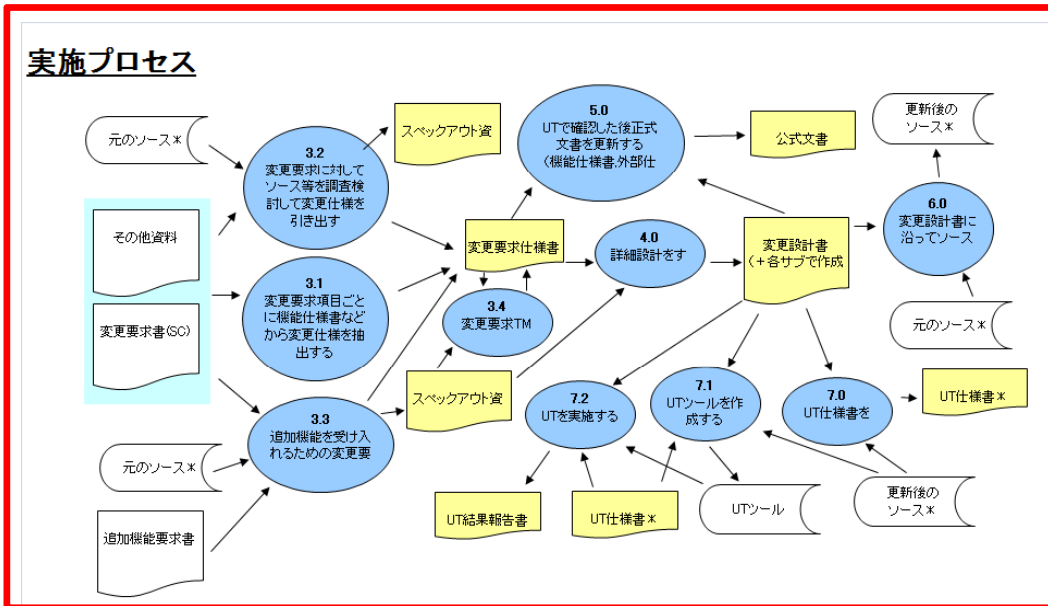 実施プロセス
元のソース*
スペックアウト資
5.0
UTで確認した後正式
文書を更新する
(機能仕様書,外部仕
公式文書
更新後の
ソース*
3.2
変更要求に対して
ソース等を調査検
討して変更仕様を
引き出す
その他資料
変更要求仕様書
4.0
詳細設計をす
変更設計書
(+各サブで作成
6.0
変更設計書に
沿ってソース
3.1
変更要求項目ごと
に機能仕様書など
から変更仕様を抽
出する
変更要求書(SC)
3.4
変更要求TM
元のソース*
スペックアウト資
7.2
UTを実施する
7.1
UTツールを作
成する
7.0
UT仕様書を
UT仕様書*
3.3
追加機能を受け入
れるための変更要
元のソース*
追加機能要求書
UT結果報告書
UT仕様書*
UTツール
更新後の
ソース*